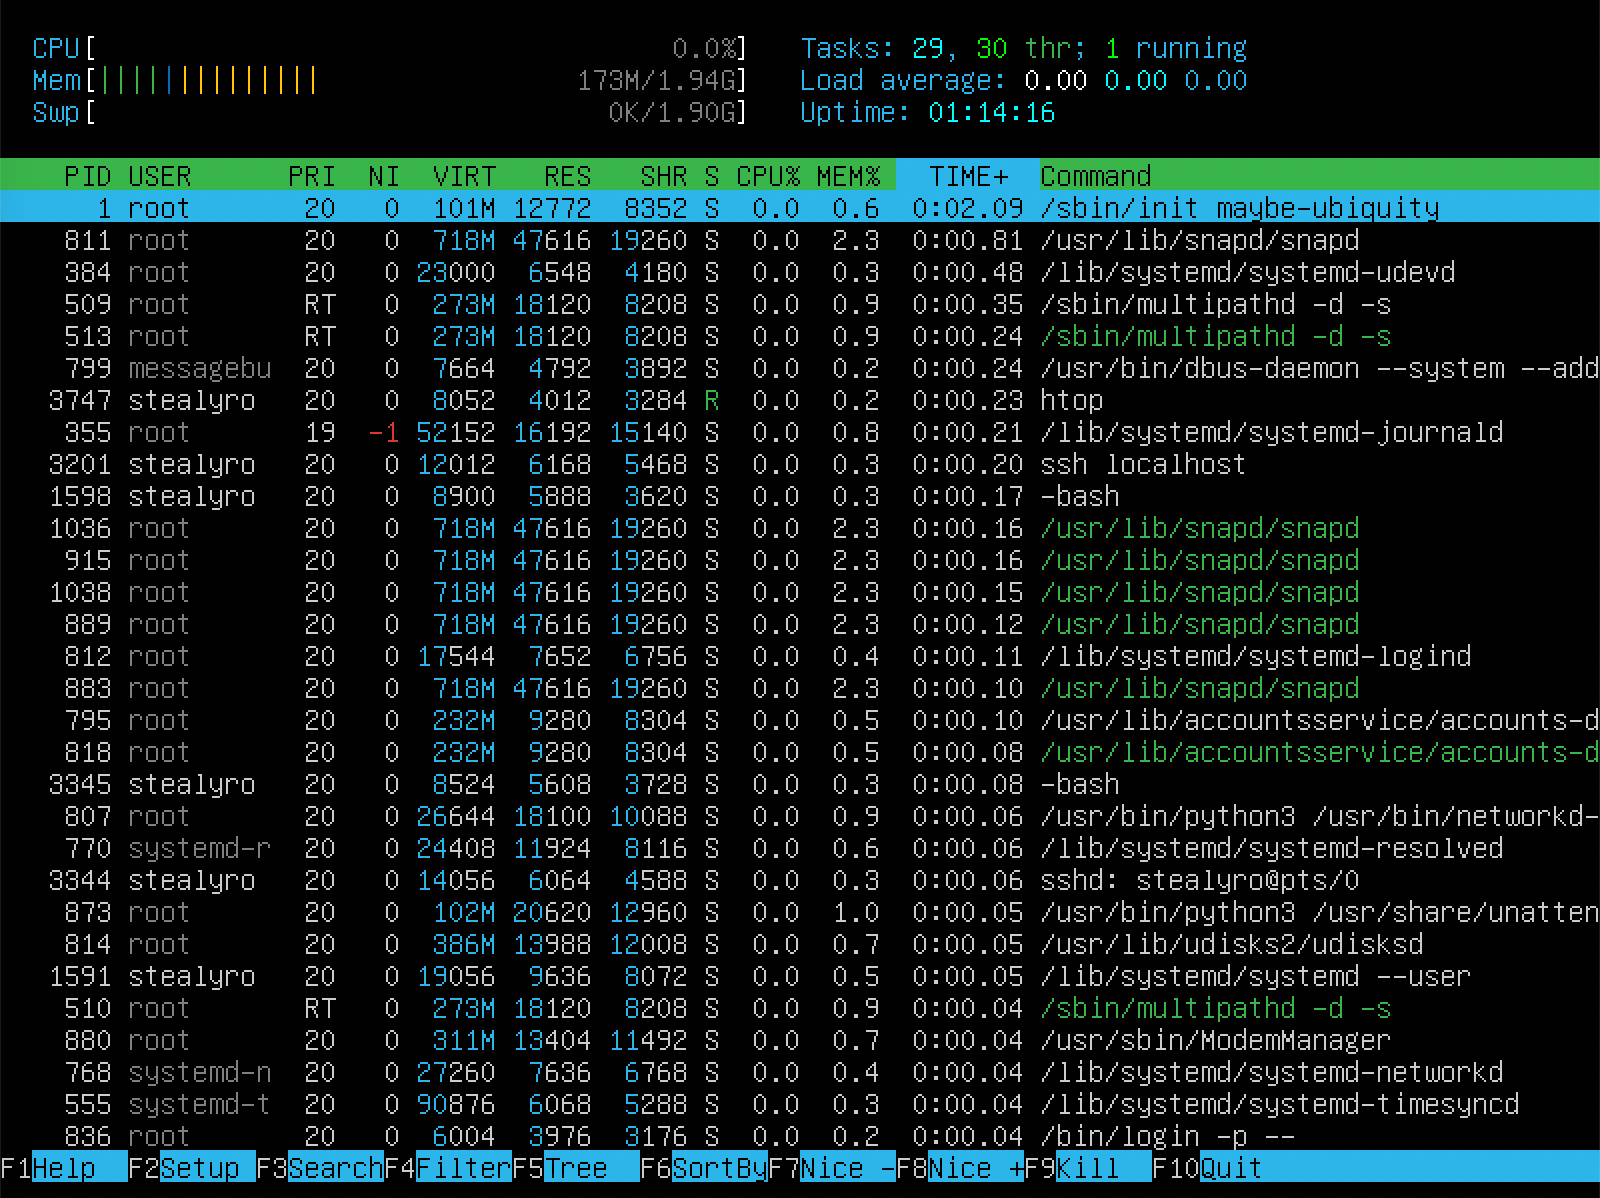 CPU[ 0.0%] Tasks: 29, 30 thr; 1 running
Mem[|||||||||||||| 173M/1.94G] Load average: 0.00 0.00 0.00
Swp[ 0K/1.90G] Uptime: 01:14:16
PID USER PRI NI VIRT RES SHR S CPU% MEM% TIME+ Command
1 root 20 0 101M 12772 8352 S 0.0 0.6 0:02.09 /sbin/init maybe-ubiquity
811 root 20 0 718M 47616 19260 S 0.0 2.3 0:00.81 /usr/lib/snapd/snapd
384 root 20 0 23000 6548 4180 S 0.0 0.3 0:00.48 /lib/systemd/systemd-udevd
509 root RT 0 273M 18120 8208 S 0.0 0.9 0:00.35 /sbin/multipathd -d -s
513 root RT 0 273M 18120 8208 S 0.0 0.9 0:00.24 /sbin/multipathd -d -s
799 messagebu 20 0 7664 4792 3892 S 0.0 0.2 0:00.24 /usr/bin/dbus-daemon --system --add
3747 stealyro 20 0 8052 4012 3284 R 0.0 0.2 0:00.23 htop
355 root 19 -1 52152 16192 15140 S 0.0 0.8 0:00.21 /lib/systemd/systemd-journald
3201 stealyro 20 0 12012 6168 5468 S 0.0 0.3 0:00.20 ssh localhost
1598 stealyro 20 0 8900 5888 3620 S 0.0 0.3 0:00.17 -bash
1036 root 20 0 718M 47616 19260 S 0.0 2.3 0:00.16 /usr/lib/snapd/snapd
915 root 20 0 718M 47616 19260 S 0.0 2.3 0:00.16 /usr/lib/snapd/snapd
1038 root 20 0 718M 47616 19260 S 0.0 2.3 0:00.15 /usr/lib/snapd/snapd
889 root 20 0 718M 47616 19260 S 0.0 2.3 0:00.12 /usr/lib/snapd/snapd
812 root 20 0 17544 7652 6756 S 0.0 0.4 0:00.11 /lib/systemd/systemd-logind
883 root 20 0 718M 47616 19260 S 0.0 2.3 0:00.10 /usr/lib/snapd/snapd
795 root 20 0 232M 9280 8304 S 0.0 0.5 0:00.10 /usr/lib/accountsservice/accounts-d
818 root 20 0 232M 9280 8304 S 0.0 0.5 0:00.08 /usr/lib/accountsservice/accounts-d
3345 stealyro 20 0 8524 5608 3728 S 0.0 0.3 0:00.08 -bash
807 root 20 0 26644 18100 10088 S 0.0 0.9 0:00.06 /usr/bin/python3 /usr/bin/networkd-
770 systemd-r 20 0 24408 11924 8116 S 0.0 0.6 0:00.06 /lib/systemd/systemd-resolved
3344 stealyro 20 0 14056 6064 4588 S 0.0 0.3 0:00.06 sshd: stealyro@pts/0
873 root 20 0 102M 20620 12960 S 0.0 1.0 0:00.05 /usr/bin/python3 /usr/share/unatten
814 root 20 0 386M 13988 12008 S 0.0 0.7 0:00.05 /usr/lib/udisks2/udisksd
1591 stealyro 20 0 19056 9636 8072 S 0.0 0.5 0:00.05 /lib/systemd/systemd --user
510 root RT 0 273M 18120 8208 S 0.0 0.9 0:00.04 /sbin/multipathd -d -s
880 root 20 0 311M 13404 11492 S 0.0 0.7 0:00.04 /usr/sbin/ModemManager
768 systemd-n 20 0 27260 7636 6768 S 0.0 0.4 0:00.04 /lib/systemd/systemd-networkd
555 systemd-t 20 0 90876 6068 5288 S 0.0 0.3 0:00.04 /lib/systemd/systemd-timesyncd
836 root 20 0 6004 3976 3176 S 0.0 0.2 0:00.04 /bin/login -p --
F1Help F2Setup F3SearchF4FilterF5Tree F6SortByF7Nice -F8Nice +F9Kill F10Quit